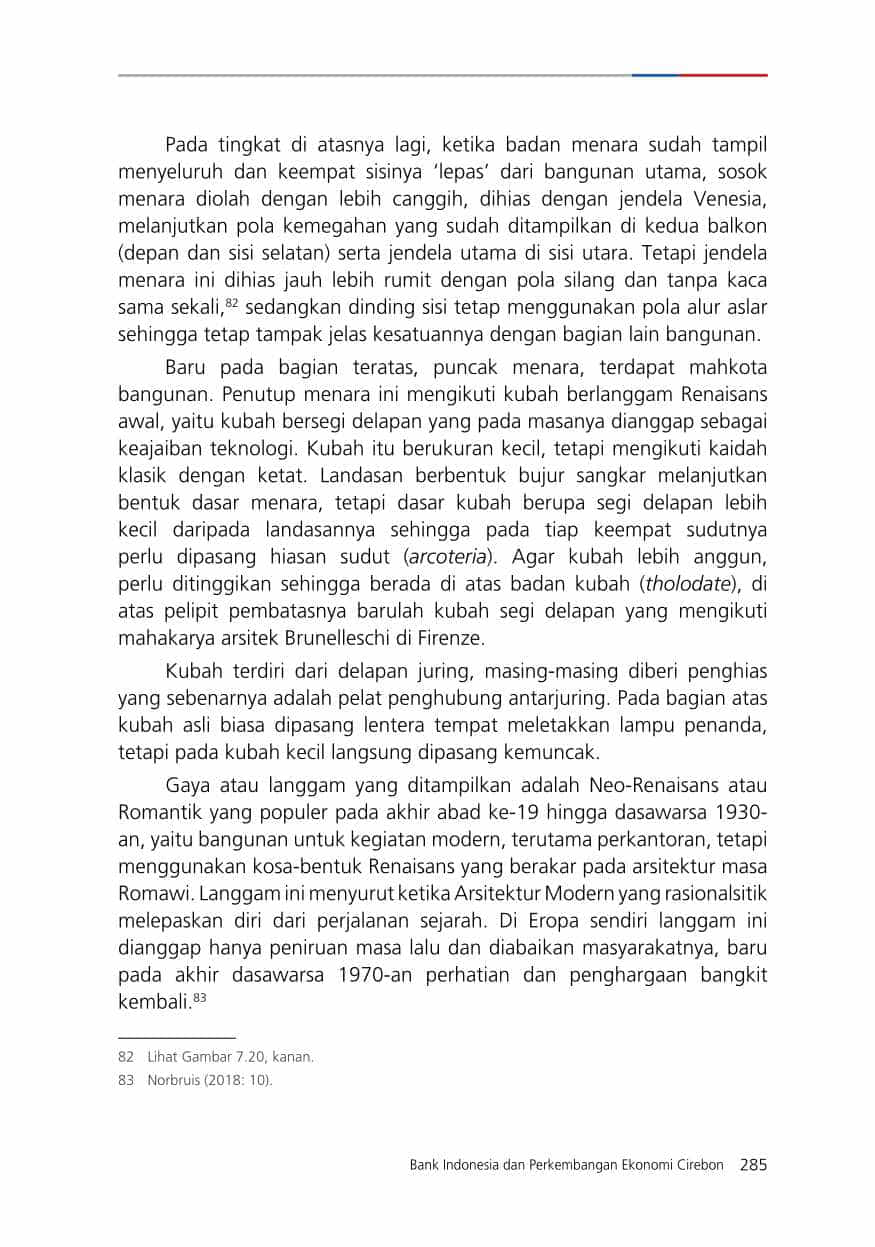 Pada tingkat di atasnya lagi, ketika badan menara sudah tampil
menyeluruh dan keempat sisinya ‘lepas’ dari bangunan utama, sosok
menara diolah dengan lebih canggih, dihias dengan jendela Venesia,
melanjutkan pola kemegahan yang sudah ditampilkan di kedua balkon
(depan dan sisi selatan) serta jendela utama di sisi utara. Tetapi jendela
menara ini dihias jauh lebih rumit dengan pola silang dan tanpa kaca
sama sekali,82 sedangkan dinding sisi tetap menggunakan pola alur aslar
sehingga tetap tampak jelas kesatuannya dengan bagian lain bangunan.
Baru pada bagian teratas, puncak menara, terdapat mahkota
bangunan. Penutup menara ini mengikuti kubah berlanggam Renaisans
awal, yaitu kubah bersegi delapan yang pada masanya dianggap sebagai
keajaiban teknologi. Kubah itu berukuran kecil, tetapi mengikuti kaidah
klasik dengan ketat. Landasan berbentuk bujur sangkar melanjutkan
bentuk dasar menara, tetapi dasar kubah berupa segi delapan lebih
kecil daripada landasannya sehingga pada tiap keempat sudutnya
perlu dipasang hiasan sudut (arcoteria). Agar kubah lebih anggun,
perlu ditinggikan sehingga berada di atas badan kubah (tholodate), di
atas pelipit pembatasnya barulah kubah segi delapan yang mengikuti
mahakarya arsitek Brunelleschi di Firenze.
Kubah terdiri dari delapan juring, masing-masing diberi penghias
yang sebenarnya adalah pelat penghubung antarjuring. Pada bagian atas
kubah asli biasa dipasang lentera tempat meletakkan lampu penanda,
tetapi pada kubah kecil langsung dipasang kemuncak.
Gaya atau langgam yang ditampilkan adalah Neo-Renaisans atau
Romantik yang populer pada akhir abad ke-19 hingga dasawarsa 1930-
an, yaitu bangunan untuk kegiatan modern, terutama perkantoran, tetapi
menggunakan kosa-bentuk Renaisans yang berakar pada arsitektur masa
Romawi. Langgam ini menyurut ketika Arsitektur Modern yang rasionalsitik
melepaskan diri dari perjalanan sejarah. Di Eropa sendiri langgam ini
dianggap hanya peniruan masa lalu dan diabaikan masyarakatnya, baru
pada akhir dasawarsa 1970-an perhatian dan penghargaan bangkit
kembali.83
82 Lihat Gambar 7.20, kanan.
83 Norbruis (2018: 10).
Bank Indonesia dan Perkembangan Ekonomi Cirebon 285